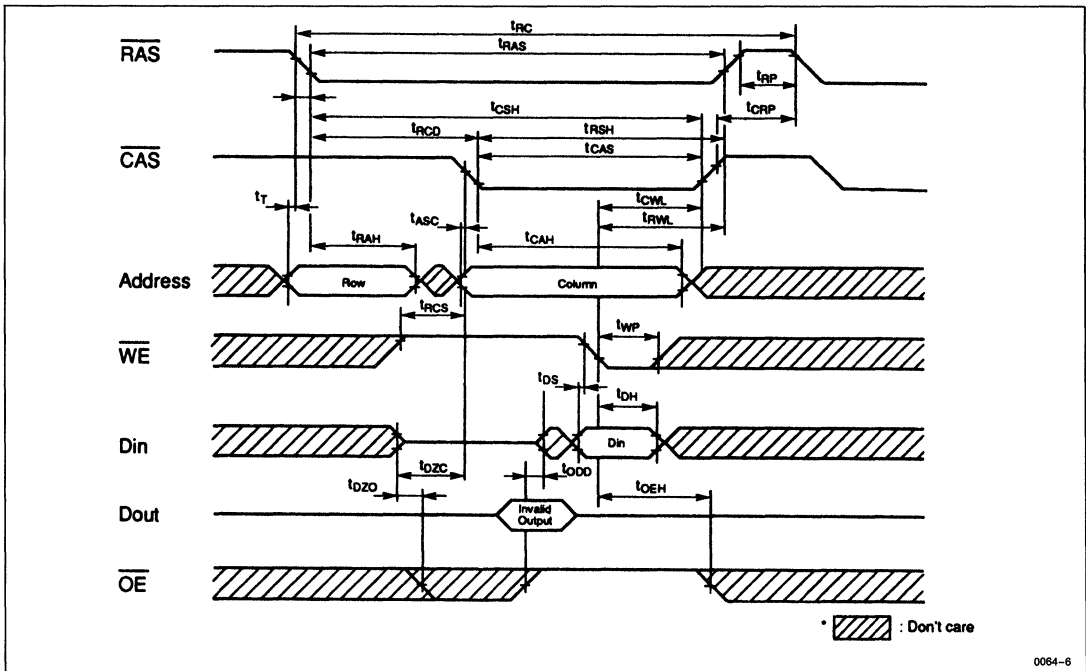 tRC
RAS
tRAS
tRP
tCSH
tCRP
tRCD
tRSH
CAS
tCAS
tT
tASC
tCWL
tRWL
tRAH
tCAH
Address
Row
Column
tRCS
WE
tWP
tDS
tDH
Din
Din
tDZC
tODD
tDZO
tOEH
Dout
Invalid
Output
OE
* : Don't care
0064–6